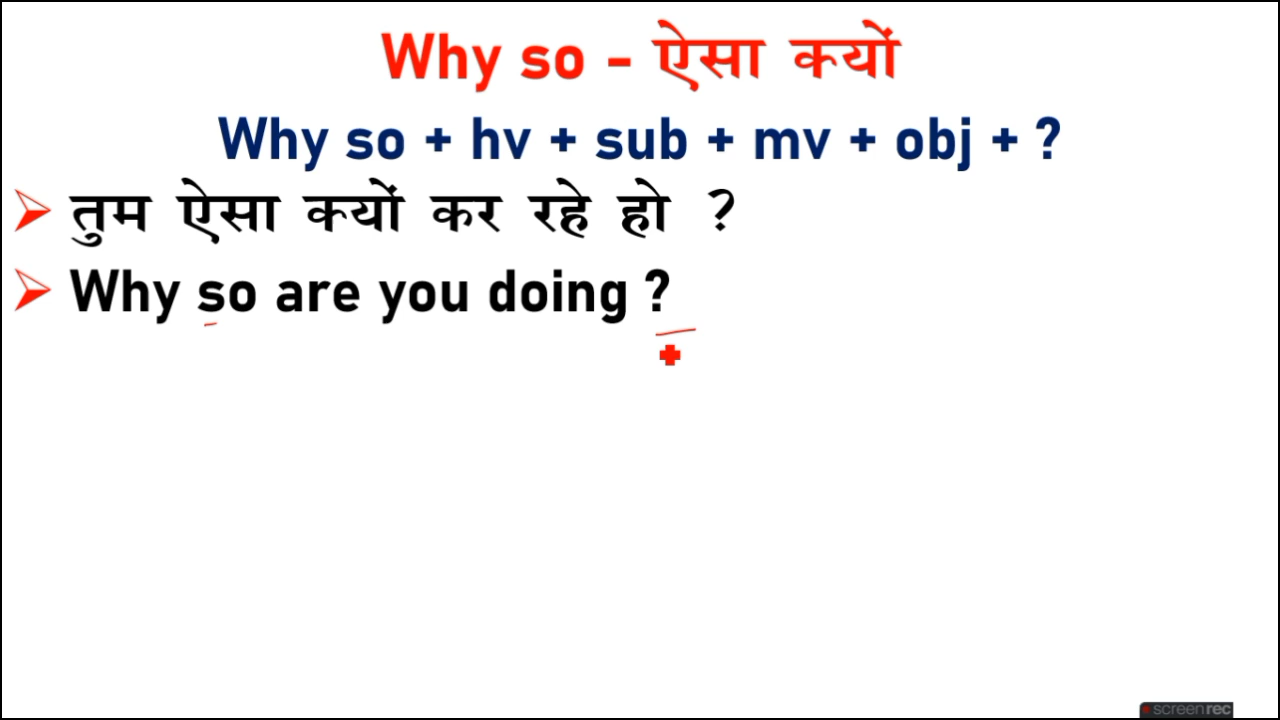 Why so - ऐसा क्यों
Why so + hv + sub + mv + obj + ?
तुम ऐसा क्यों कर रहे हो ?
Why so are you doing ?
screenrec